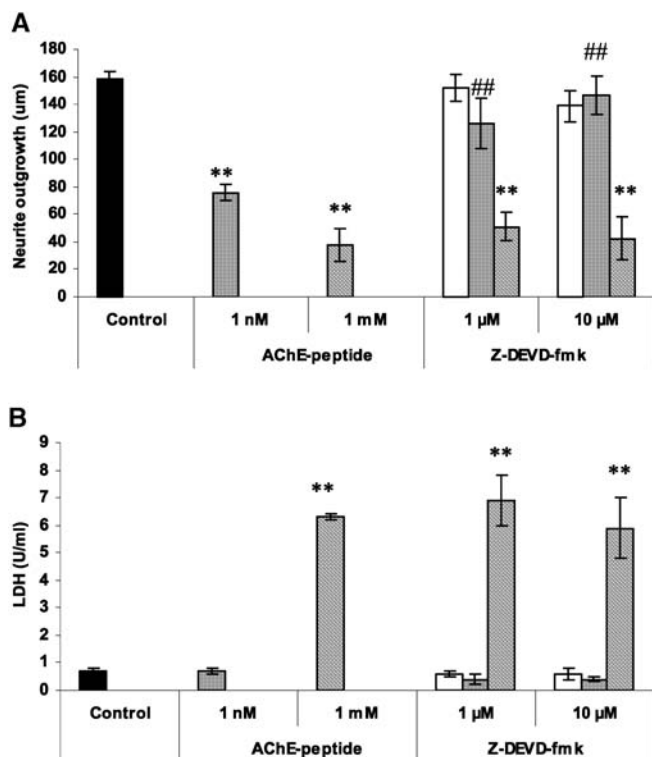 A
180
##
160
##
140
Neurite outgrowth (um)
120
100
**
80
**
**
**
60
40
20
0
Control
1 nM
1 mM
1 µM
10 µM
AChE-peptide
Z-DEVD-fmk
B
9
**
8
**
7
**
6
LDH (U/ml)
5
4
3
2
1
0
Control
1 nM
1 mM
1 µM
10 µM
AChE-peptide
Z-DEVD-fmk